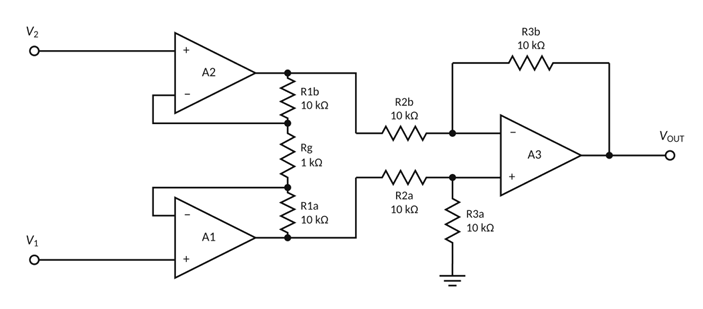 V2
+
A2
−
R1b
10 kΩ
Rg
1 kΩ
R1a
10 kΩ
−
A1
+
V1
R2b
10 kΩ
R2a
10 kΩ
R3b
10 kΩ
−
A3
+
R3a
10 kΩ
VOUT